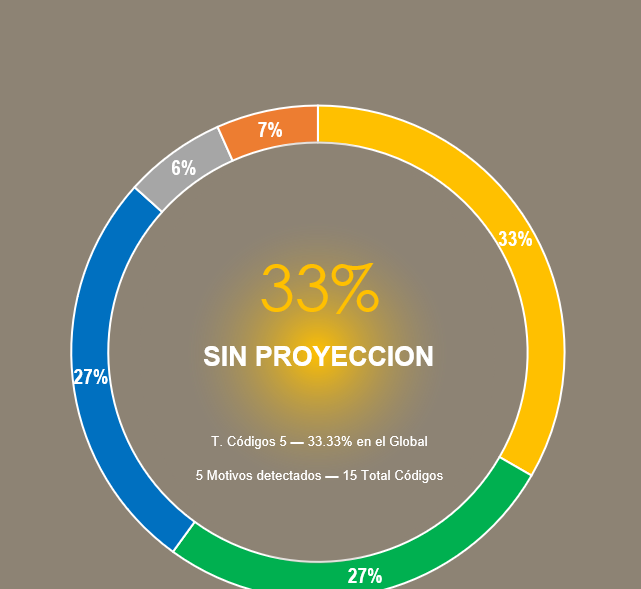 7%
6%
33%
33%
SIN PROYECCION
27%
T. Códigos 5 — 33.33% en el Global
5 Motivos detectados — 15 Total Códigos
27%